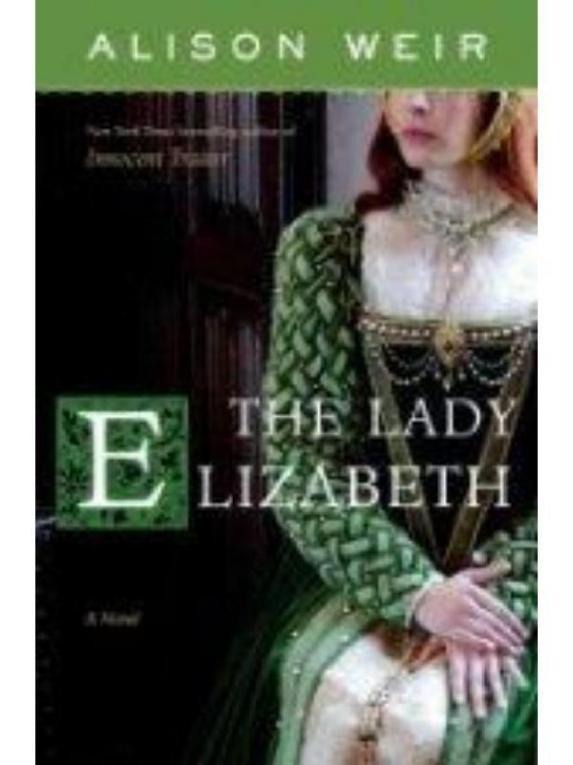 ALISON WEIR
New York Times bestselling author of
Innocent Traitor
THE LADY
ELIZABETH
A Novel